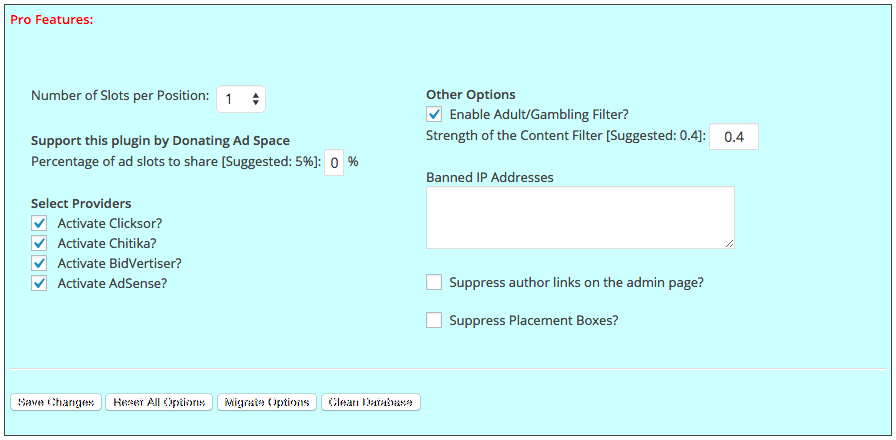 Pro Features:
Number of Slots per Position: 1
Support this plugin by Donating Ad Space
Percentage of ad slots to share [Suggested: 5%]: 0 %
Select Providers
Activate Clicksor?
Activate Chitika?
Activate BidVertiser?
Activate AdSense?
Other Options
Enable Adult/Gambling Filter?
Strength of the Content Filter [Suggested: 0.4]: 0.4
Banned IP Addresses
Suppress author links on the admin page?
Suppress Placement Boxes?
Save Changes
Reset All Options
Migrate Options
Clean Database